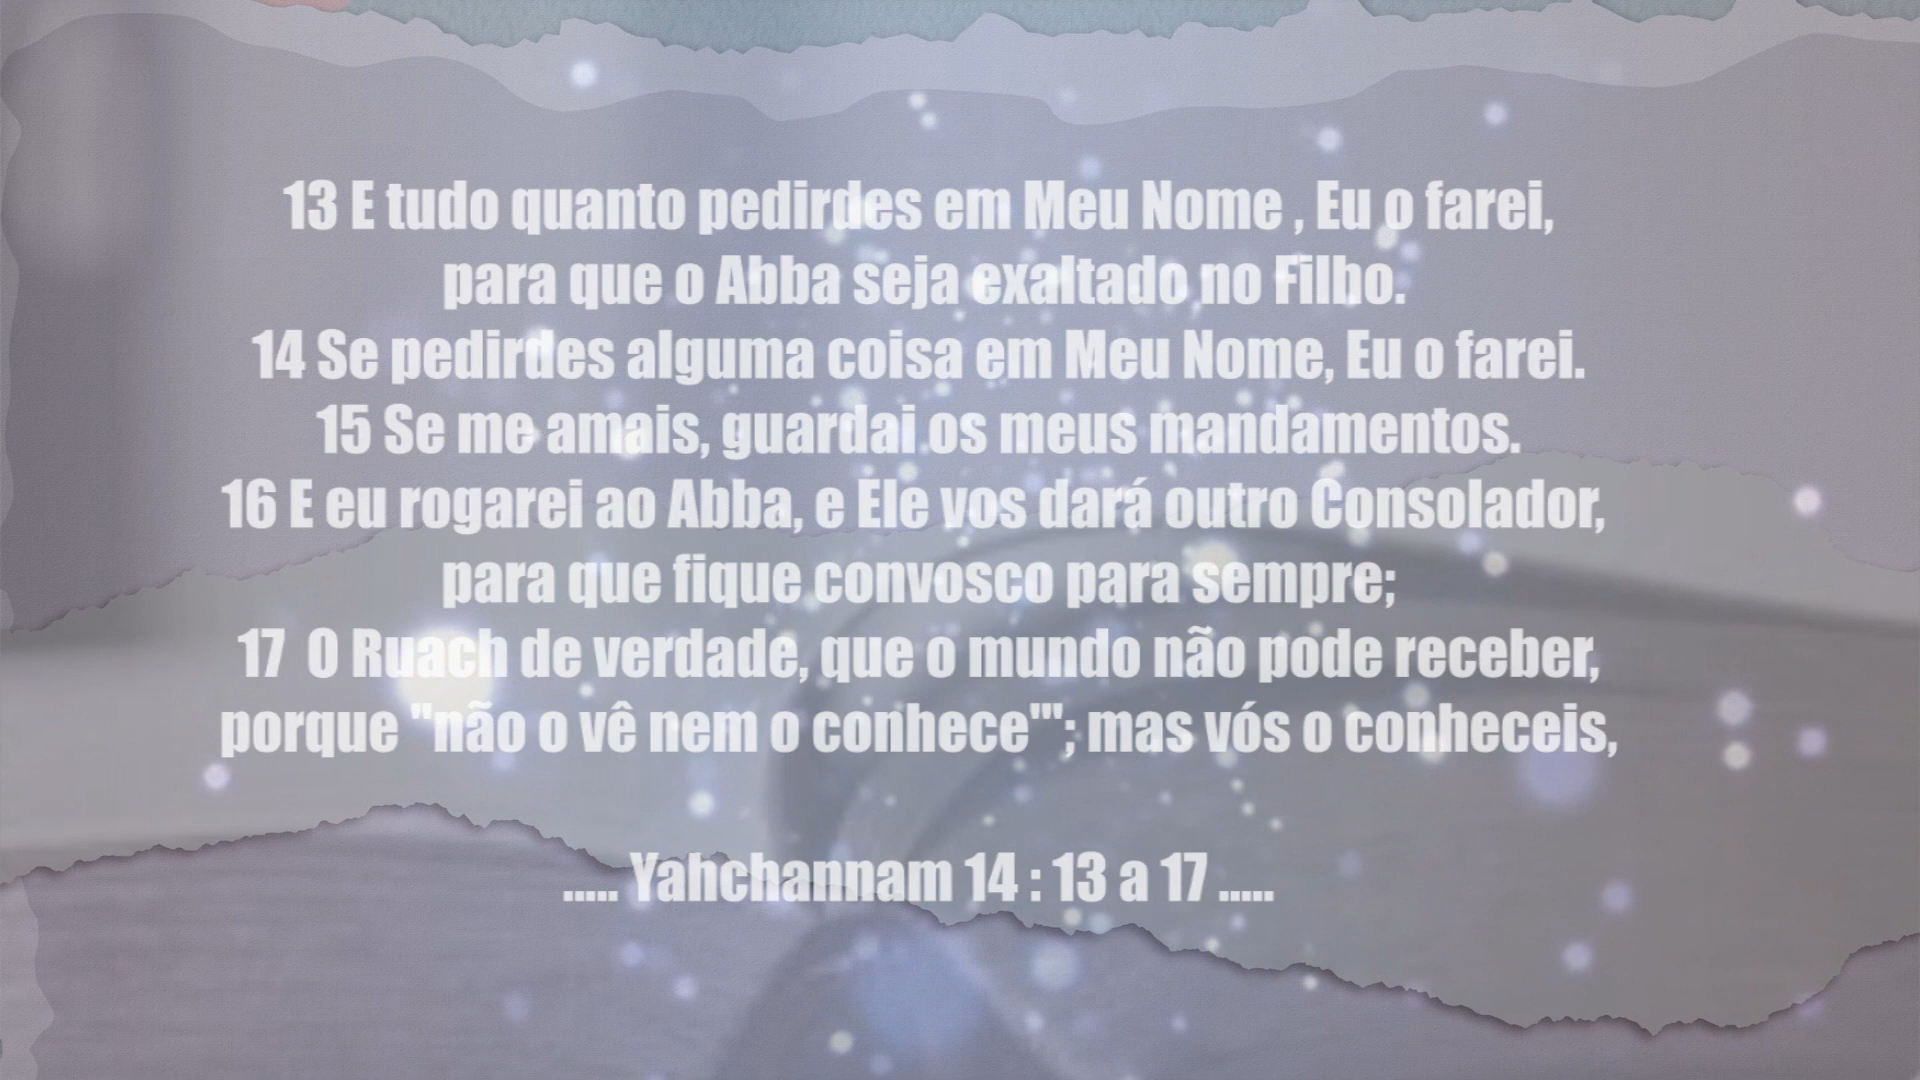 13 E tudo quanto pedirdes em Meu Nome , Eu o farei,
para que o Abba seja exaltado no Filho.
14 Se pedirdes alguma coisa em Meu Nome, Eu o farei.
15 Se me amais, guardai os meus mandamentos.
16 E eu rogarei ao Abba, e Ele vos dará outro Consolador,
para que fique convosco para sempre;
17  O Ruach de verdade, que o mundo não pode receber,
porque "não o vê nem o conhece'"; mas vós o conheceis,
..... Yahchannam 14 : 13 a 17 .....